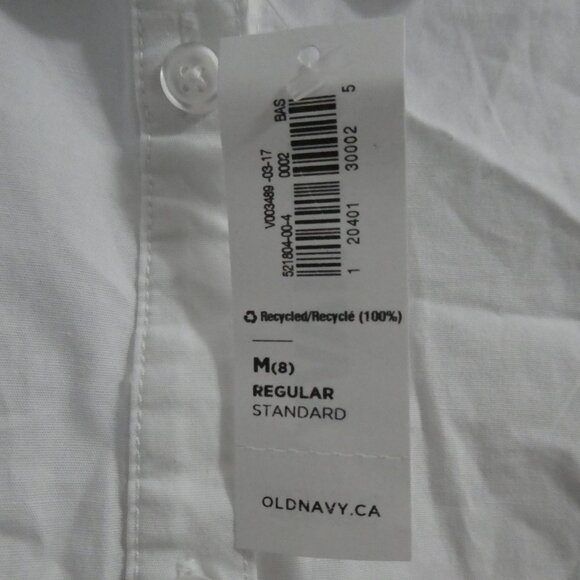 BAS
V003489 -03-17
0002
521804-00-4
1 20401 30002 5
Recycled/Recyclé (100%)
M(8)
REGULAR
STANDARD
OLDNAVY.CA